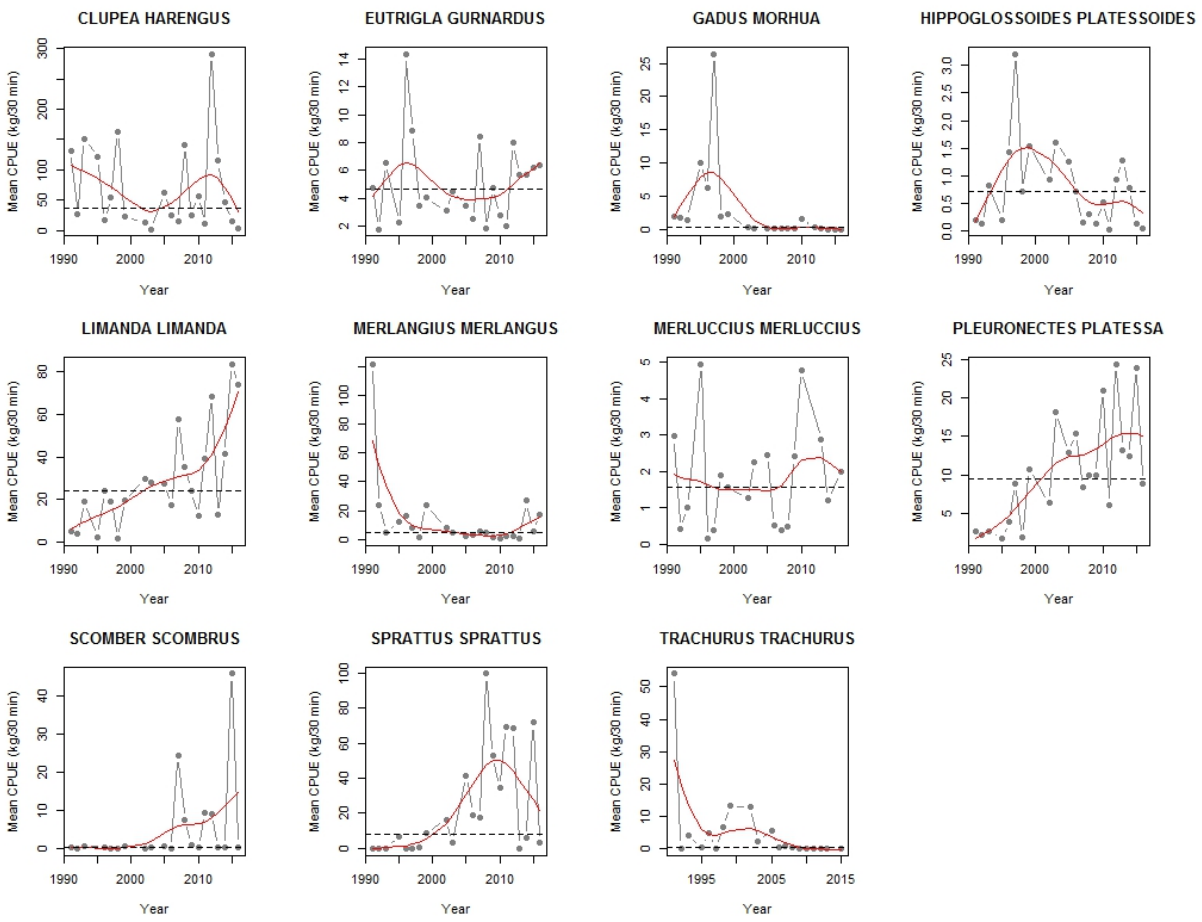 CLUPEA HARENGUS
Mean CPUE (kg/30 min)
300
200
100
50
0
1990 2000 2010
Year
EUTRIGLA GURNARDUS
Mean CPUE (kg/30 min)
14
12
10
8
6
4
2
1990 2000 2010
Year
GADUS MORHUA
Mean CPUE (kg/30 min)
25
20
15
10
5
0
1990 2000 2010
Year
HIPPOGLOSSOIDES PLATESSOIDES
Mean CPUE (kg/30 min)
3.0
2.5
2.0
1.5
1.0
0.5
0.0
1990 2000 2010
Year
LIMANDA LIMANDA
Mean CPUE (kg/30 min)
80
60
40
20
0
1990 2000 2010
Year
MERLANGIUS MERLANGUS
Mean CPUE (kg/30 min)
100
80
60
40
20
0
1990 2000 2010
Year
MERLUCCIUS MERLUCCIUS
Mean CPUE (kg/30 min)
5
4
3
2
1
0
1990 2000 2010
Year
PLEURONECTES PLATESSA
Mean CPUE (kg/30 min)
25
20
15
10
5
1990 2000 2010
Year
SCOMBER SCOMBRUS
Mean CPUE (kg/30 min)
40
30
20
10
0
1990 2000 2010
Year
SPRATTUS SPRATTUS
Mean CPUE (kg/30 min)
100
80
60
40
20
0
1990 2000 2010
Year
TRACHURUS TRACHURUS
Mean CPUE (kg/30 min)
50
40
30
20
10
0
1995 2005 2015
Year